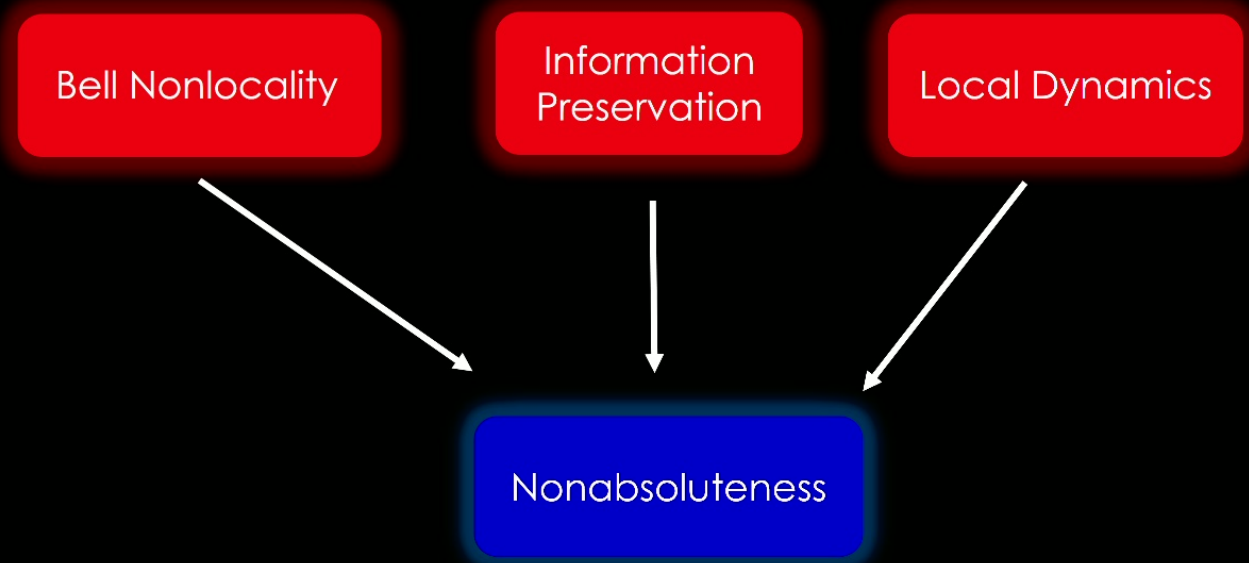 Bell Nonlocality
Information
Preservation
Local Dynamics
Nonabsoluteness